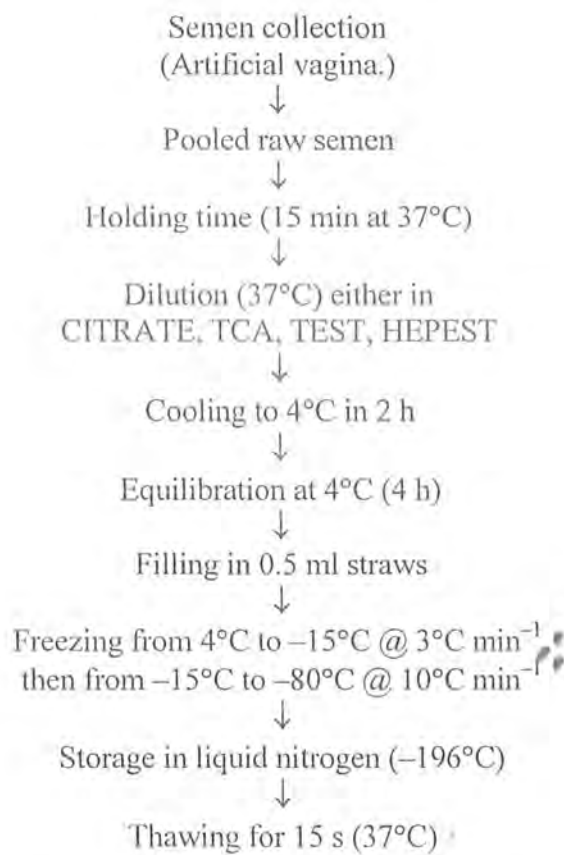 Semen collection
(Artificial vagina.)
↓
Pooled raw semen
↓
Holding time (15 min at 37°C)
↓
Dilution (37°C) either in
CITRATE, TCA, TEST, HEPEST
↓
Cooling to 4°C in 2 h
↓
Equilibration at 4°C (4 h)
↓
Filling in 0.5 ml straws
↓
Freezing from 4°C to –15°C @ 3°C min⁻¹
then from –15°C to –80°C @ 10°C min⁻¹
↓
Storage in liquid nitrogen (–196°C)
↓
Thawing for 15 s (37°C)